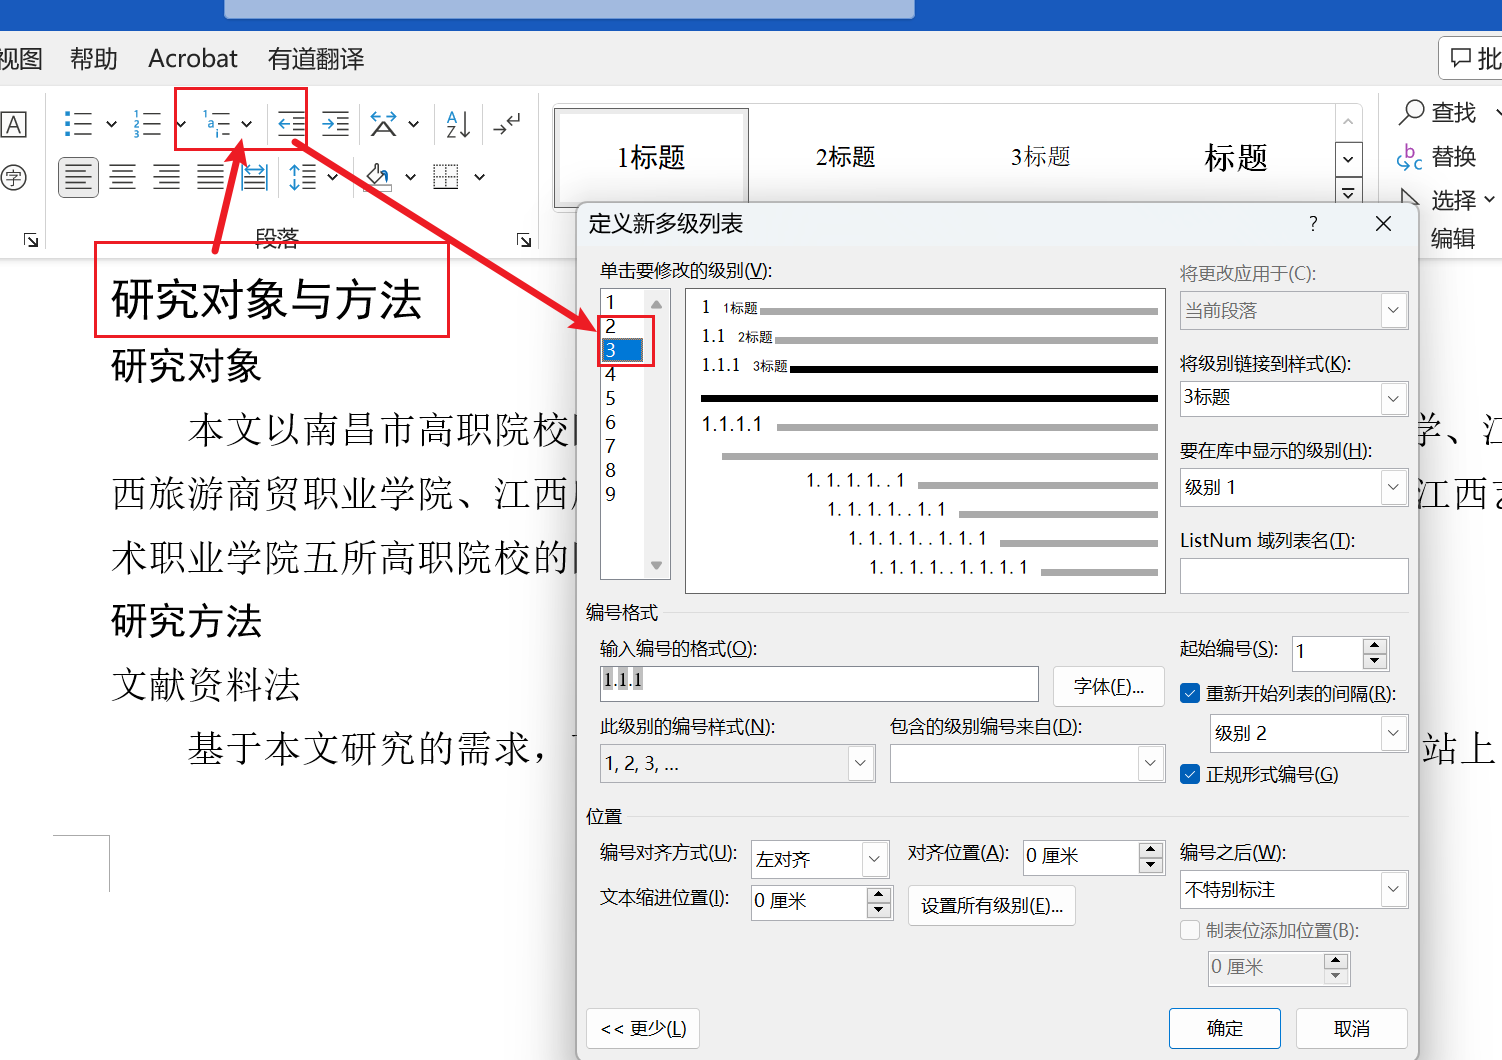 视图 帮助 Acrobat 有道翻译
批
A
字
段落
1标题 2标题 3标题 标题
查找
替换
选择
编辑
研究对象与方法
研究对象
本文以南昌市高职院校
西旅游商贸职业学院、江西
江西
术职业学院五所高职院校的
研究方法
文献资料法
基于本文研究的需求，
站上
定义新多级列表
?
单击要修改的级别(V):
1
2
3
4
5
6
7
8
9
1 1标题
1.1 2标题
1.1.1 3标题
1.1.1.1
1. 1. 1. 1. . 1
1. 1. 1. 1. . 1. 1
1. 1. 1. 1. . 1. 1. 1
1. 1. 1. 1. . 1. 1. 1. 1
将更改应用于(C):
当前段落
将级别链接到样式(K):
3标题
要在库中显示的级别(H):
级别 1
ListNum 域列表名(T):
编号格式
输入编号的格式(O):
1.1.1
字体(F)...
起始编号(S): 1
重新开始列表的间隔(R):
级别 2
正规形式编号(G)
此级别的编号样式(N):
1, 2, 3, ...
包含的级别编号来自(D):
位置
编号对齐方式(U): 左对齐
对齐位置(A): 0 厘米
编号之后(W):
不特别标注
文本缩进位置(I): 0 厘米
设置所有级别(E)...
制表位添加位置(B):
0 厘米
<< 更少(L)
确定
取消